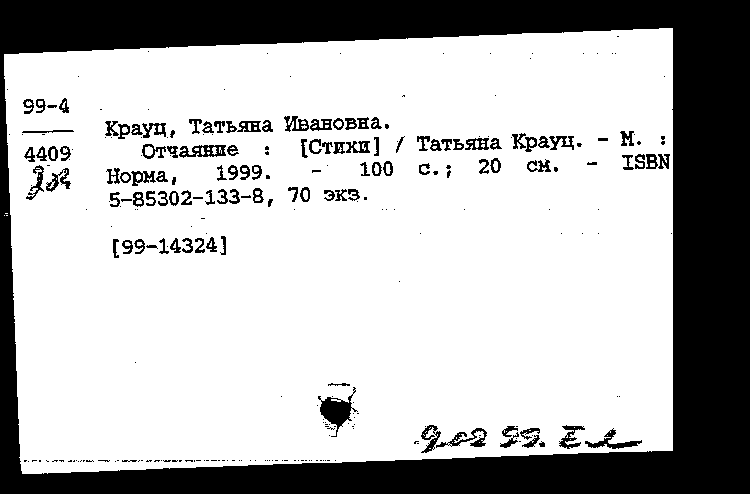 99-4
4409
Крауц, Татьяна Ивановна.
Отчаяние : [Стихи] / Татьяна Крауц. - М. :
Норма, 1999. - 100 с.; 20 см. - ISBN
5-85302-133-8, 70 экз.
[99-14324]